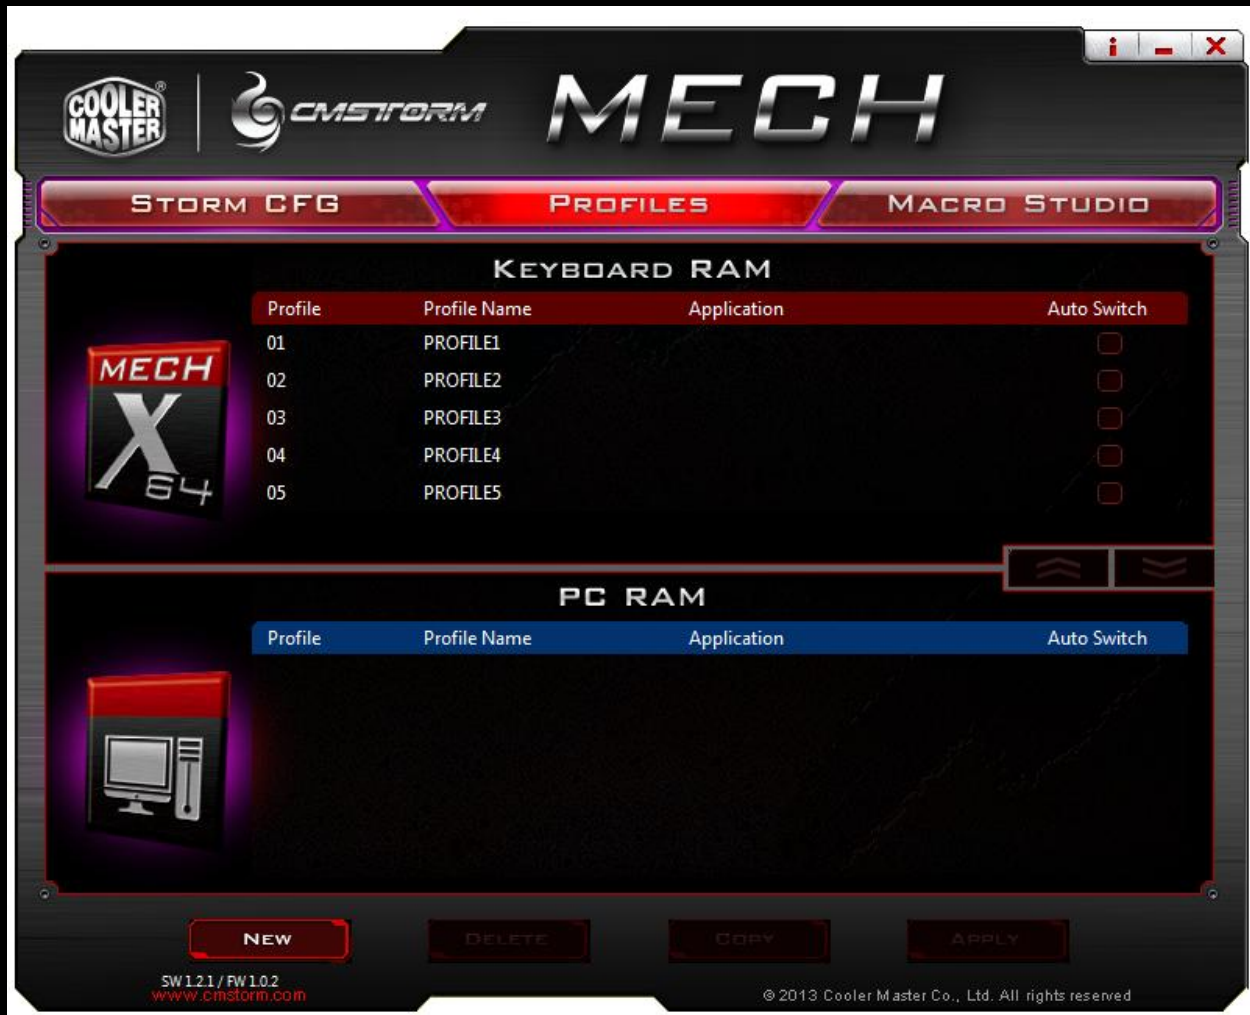 COOLER MASTER ®
CMSTORM
MECH
i
STORM CFG
PROFILES
MACRO STUDIO
KEYBOARD RAM
Profile Profile Name Application Auto Switch
01 PROFILE1
02 PROFILE2
03 PROFILE3
04 PROFILE4
05 PROFILE5
MECH
X
64
PC RAM
Profile Profile Name Application Auto Switch
NEW
DELETE
COPY
APPLY
SW 1.2.1 / FW 1.0.2
www.cmstorm.com
© 2013 Cooler Master Co., Ltd. All rights reserved